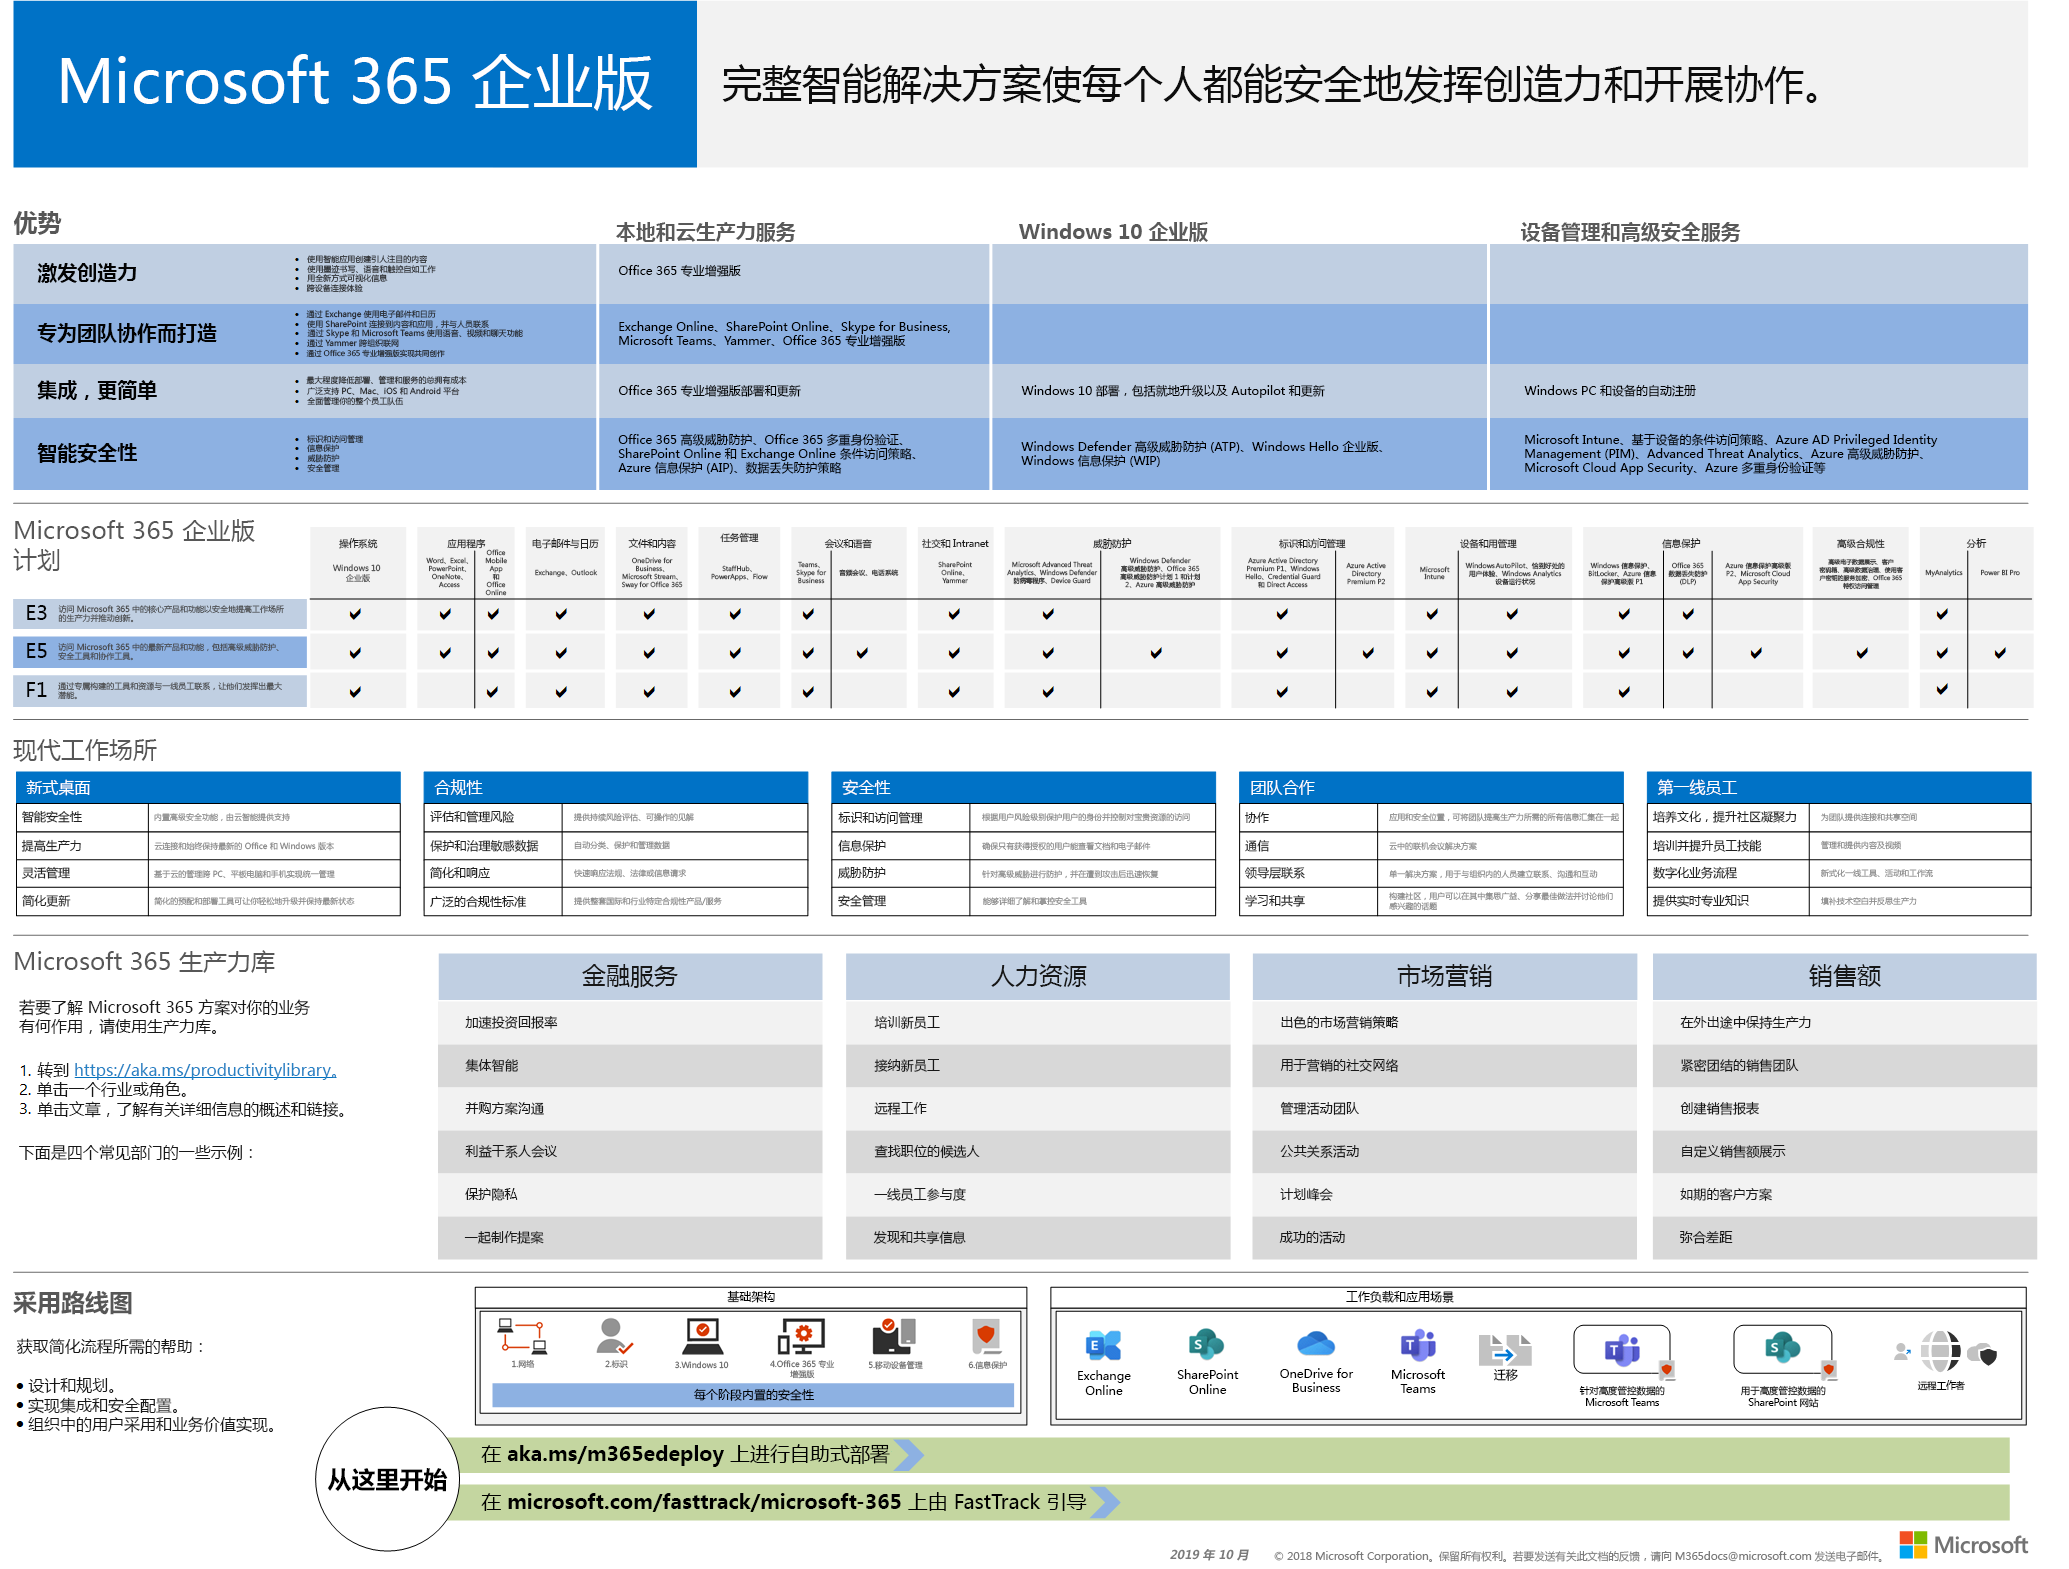 Microsoft 365 企业版
完整智能解决方案使每个人都能安全地发挥创造力和开展协作。
优势
本地和云生产力服务
Windows 10 企业版
设备管理和高级安全服务
激发创造力
• 使用智能应用创建引人注目的内容
• 使用墨迹书写、语音和触控自如工作
• 用全新方式可视化信息
• 跨设备连接体验
Office 365 专业增强版
专为团队协作而打造
• 通过 Exchange 使用电子邮件和日历
• 使用 SharePoint 连接到内容和应用，并与人员联系
• 通过 Skype 和 Microsoft Teams 使用语音、视频和聊天功能
• 通过 Yammer 跨组织联网
• 通过 Office 365 专业增强版实现共同创作
Exchange Online、SharePoint Online、Skype for Business,
Microsoft Teams、Yammer、Office 365 专业增强版
集成，更简单
• 最大程度降低部署、管理和服务的总拥有成本
• 广泛支持 PC、Mac、iOS 和 Android 平台
• 全面管理你的整个员工队伍
Office 365 专业增强版部署和更新
Windows 10 部署，包括就地升级以及 Autopilot 和更新
Windows PC 和设备的自动注册
智能安全性
• 标识和访问管理
• 信息保护
• 威胁防护
• 安全管理
Office 365 高级威胁防护、Office 365 多重身份验证、
SharePoint Online 和 Exchange Online 条件访问策略、
Azure 信息保护 (AIP)、数据丢失防护策略
Windows Defender 高级威胁防护 (ATP)、Windows Hello 企业版、
Windows 信息保护 (WIP)
Microsoft Intune、基于设备的条件访问策略、Azure AD Privileged Identity
Management (PIM)、Advanced Threat Analytics、Azure 高级威胁防护、
Microsoft Cloud App Security、Azure 多重身份验证等
Microsoft 365 企业版
计划
操作系统
Windows 10
企业版
应用程序
Word、Excel、
PowerPoint、
OneNote、
Access
Office
Mobile
App
和
Office
Online
电子邮件与日历
Exchange、Outlook
文件和内容
OneDrive for
Business、
Microsoft Stream、
Sway for Office 365
任务管理
StaffHub、
PowerApps、Flow
会议和语音
Teams、
Skype for
Business
音频会议、电话系统
社交和 Intranet
SharePoint
Online、
Yammer
威胁防护
Microsoft Advanced Threat
Analytics、Windows Defender
防病毒程序、Device Guard
Windows Defender
高级威胁防护、Office 365
高级威胁防护计划 1 和计划
2、Azure 高级威胁防护
标识和访问管理
Azure Active Directory
Premium P1、Windows
Hello、Credential Guard
和 Direct Access
Azure Active
Directory
Premium P2
设备和用管理
Microsoft
Intune
Windows AutoPilot、恰到好处的
用户体验、Windows Analytics
设备运行状况
信息保护
Windows 信息保护、
BitLocker、Azure 信息
保护高级版 P1
Office 365
数据丢失防护
(DLP)
Azure 信息保护高级版
P2、Microsoft Cloud
App Security
高级合规性
高级电子数据展示、客户
密码箱、高级数据治理、使用客
户密钥的服务加密、Office 365
特权访问管理
分析
MyAnalytics
Power BI Pro
E3 访问 Microsoft 365 中的核心产品和功能以安全地提高工作场所
的生产力并推动创新。
E5 访问 Microsoft 365 中的最新产品和功能，包括高级威胁防护、
安全工具和协作工具。
F1 通过专属构建的工具和资源与一线员工联系，让他们发挥出最大
潜能。
现代工作场所
新式桌面
智能安全性 内置高级安全功能，由云智能提供支持
提高生产力 云连接和始终保持最新的 Office 和 Windows 版本
灵活管理 基于云的管理跨 PC、平板电脑和手机实现统一管理
简化更新 简化的预配和部署工具可让你轻松地升级并保持最新状态
合规性
评估和管理风险 提供持续风险评估、可操作的见解
保护和治理敏感数据 自动分类、保护和管理数据
简化和响应 快速响应法规、法律或信息请求
广泛的合规性标准 提供整套国际和行业特定合规性产品/服务
安全性
标识和访问管理 根据用户风险级别保护用户的身份并控制对宝贵资源的访问
信息保护 确保只有获得授权的用户能查看文档和电子邮件
威胁防护 针对高级威胁进行防护，并在遭到攻击后迅速恢复
安全管理 能够详细了解和掌控安全工具
团队合作
协作 应用和安全位置，可将团队提高生产力所需的所有信息汇集在一起
通信 云中的联机会议解决方案
领导层联系 单一解决方案，用于与组织内的人员建立联系、沟通和互动
学习和共享 构建社区，用户可以在其中集思广益、分享最佳做法并讨论他们
感兴趣的话题
第一线员工
培养文化，提升社区凝聚力 为团队提供连接和共享空间
培训并提升员工技能 管理和提供内容及视频
数字化业务流程 新式化一线工具、活动和工作流
提供实时专业知识 填补技术空白并反思生产力
Microsoft 365 生产力库
若要了解 Microsoft 365 方案对你的业务
有何作用，请使用生产力库。
1. 转到 https://aka.ms/productivitylibrary。
2. 单击一个行业或角色。
3. 单击文章，了解有关详细信息的概述和链接。
下面是四个常见部门的一些示例：
金融服务
加速投资回报率
集体智能
并购方案沟通
利益干系人会议
保护隐私
一起制作提案
人力资源
培训新员工
接纳新员工
远程工作
查找职位的候选人
一线员工参与度
发现和共享信息
市场营销
出色的市场营销策略
用于营销的社交网络
管理活动团队
公共关系活动
计划峰会
成功的活动
销售额
在外出途中保持生产力
紧密团结的销售团队
创建销售报表
自定义销售额展示
如期的客户方案
弥合差距
采用路线图
获取简化流程所需的帮助：
• 设计和规划。
• 实现集成和安全配置。
• 组织中的用户采用和业务价值实现。
基础架构
1.网络
2.标识
3.Windows 10
4.Office 365 专业
增强版
5.移动设备管理
6.信息保护
每个阶段内置的安全性
工作负载和应用场景
Exchange
Online
SharePoint
Online
OneDrive for
Business
Microsoft
Teams
迁移
针对高度管控数据的
Microsoft Teams
用于高度管控数据的
SharePoint 网站
远程工作者
从这里开始
在 aka.ms/m365edeploy 上进行自助式部署
在 microsoft.com/fasttrack/microsoft-365 上由 FastTrack 引导
2019 年 10 月
© 2018 Microsoft Corporation。保留所有权利。若要发送有关此文档的反馈，请向 M365docs@microsoft.com 发送电子邮件。
Microsoft